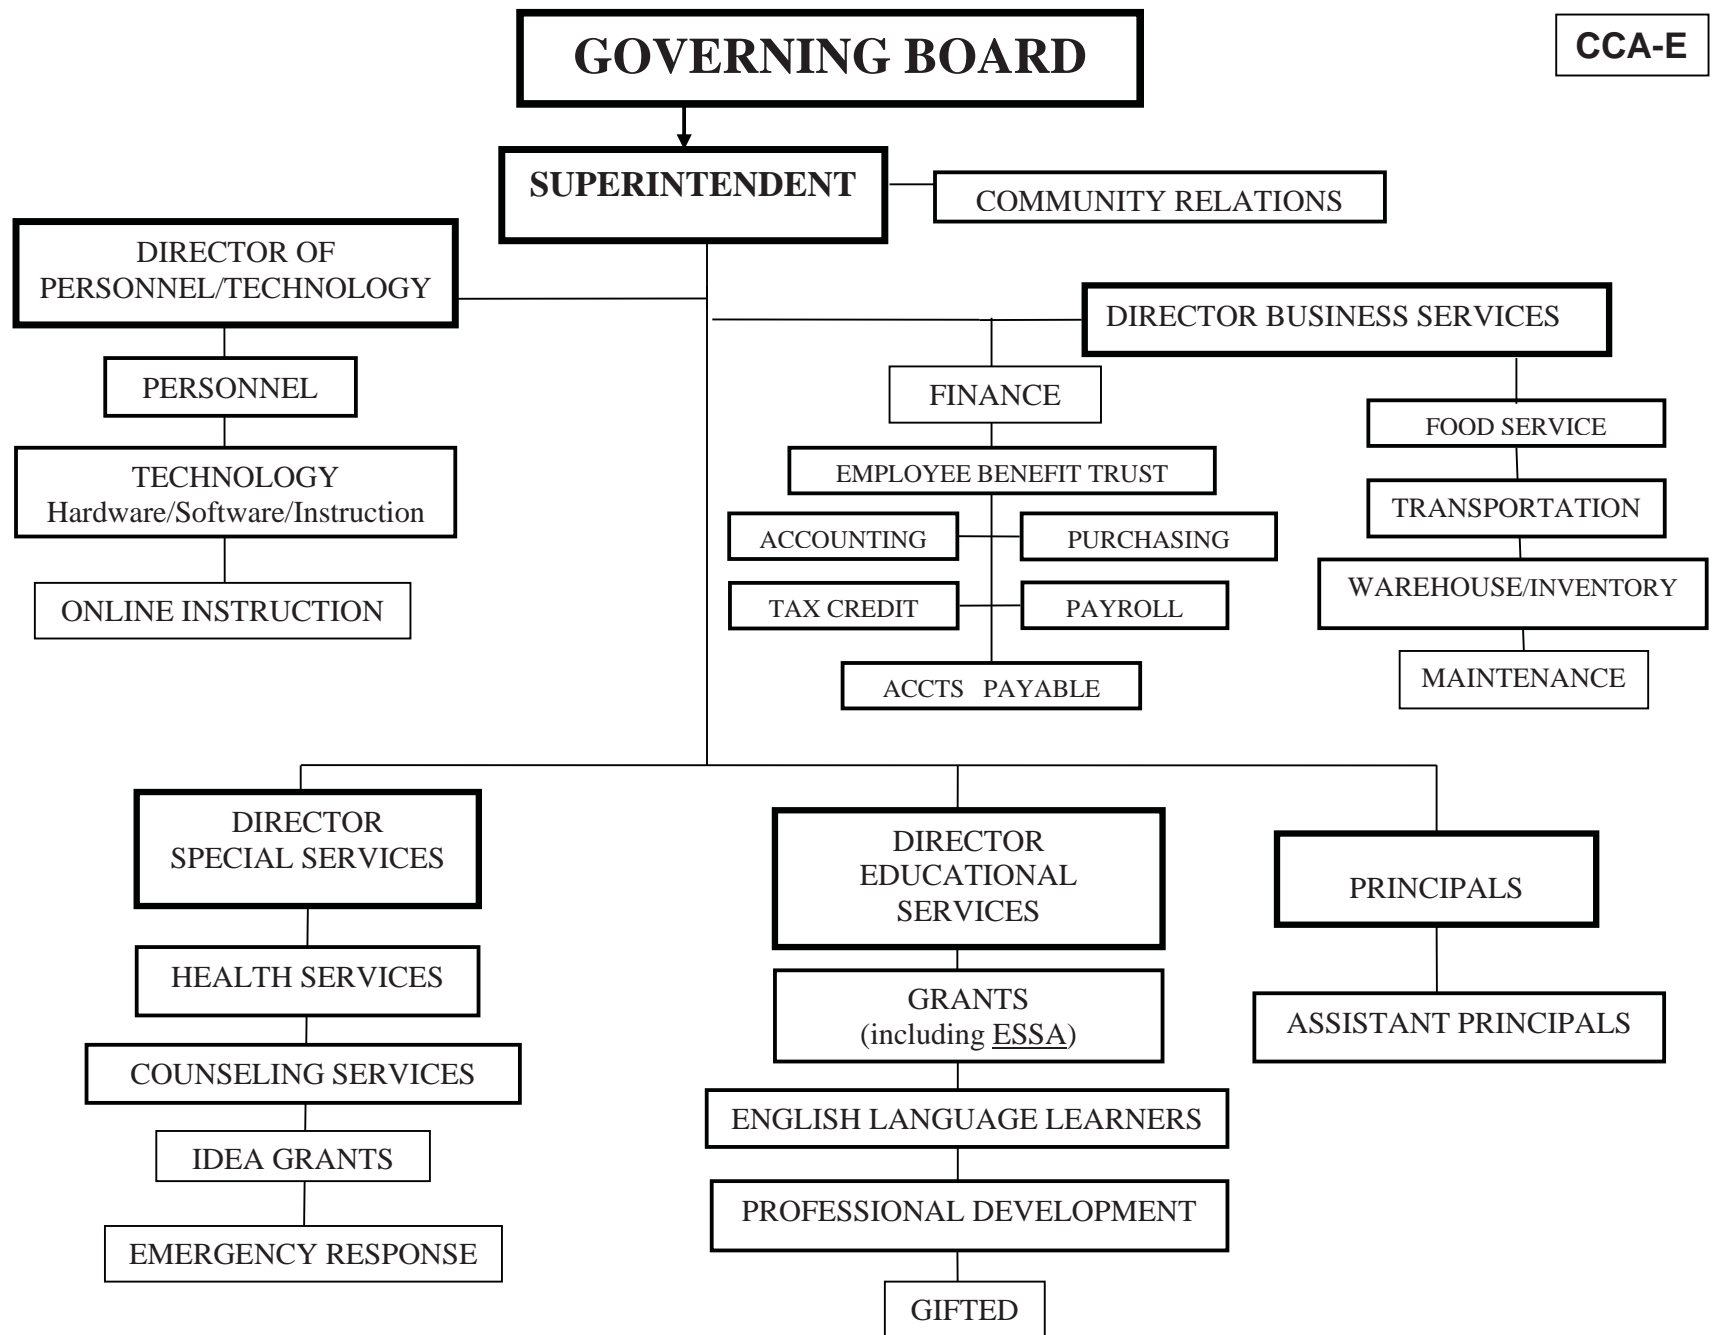 GOVERNING BOARD
CCA-E
SUPERINTENDENT
COMMUNITY RELATIONS
DIRECTOR OF
PERSONNEL/TECHNOLOGY
DIRECTOR BUSINESS SERVICES
PERSONNEL
FINANCE
FOOD SERVICE
TECHNOLOGY
Hardware/Software/Instruction
EMPLOYEE BENEFIT TRUST
TRANSPORTATION
ACCOUNTING
PURCHASING
ONLINE INSTRUCTION
TAX CREDIT
PAYROLL
WAREHOUSE/INVENTORY
ACCTS PAYABLE
MAINTENANCE
DIRECTOR
SPECIAL SERVICES
DIRECTOR
EDUCATIONAL
SERVICES
PRINCIPALS
HEALTH SERVICES
GRANTS
(including ESSA)
ASSISTANT PRINCIPALS
COUNSELING SERVICES
ENGLISH LANGUAGE LEARNERS
IDEA GRANTS
PROFESSIONAL DEVELOPMENT
EMERGENCY RESPONSE
GIFTED